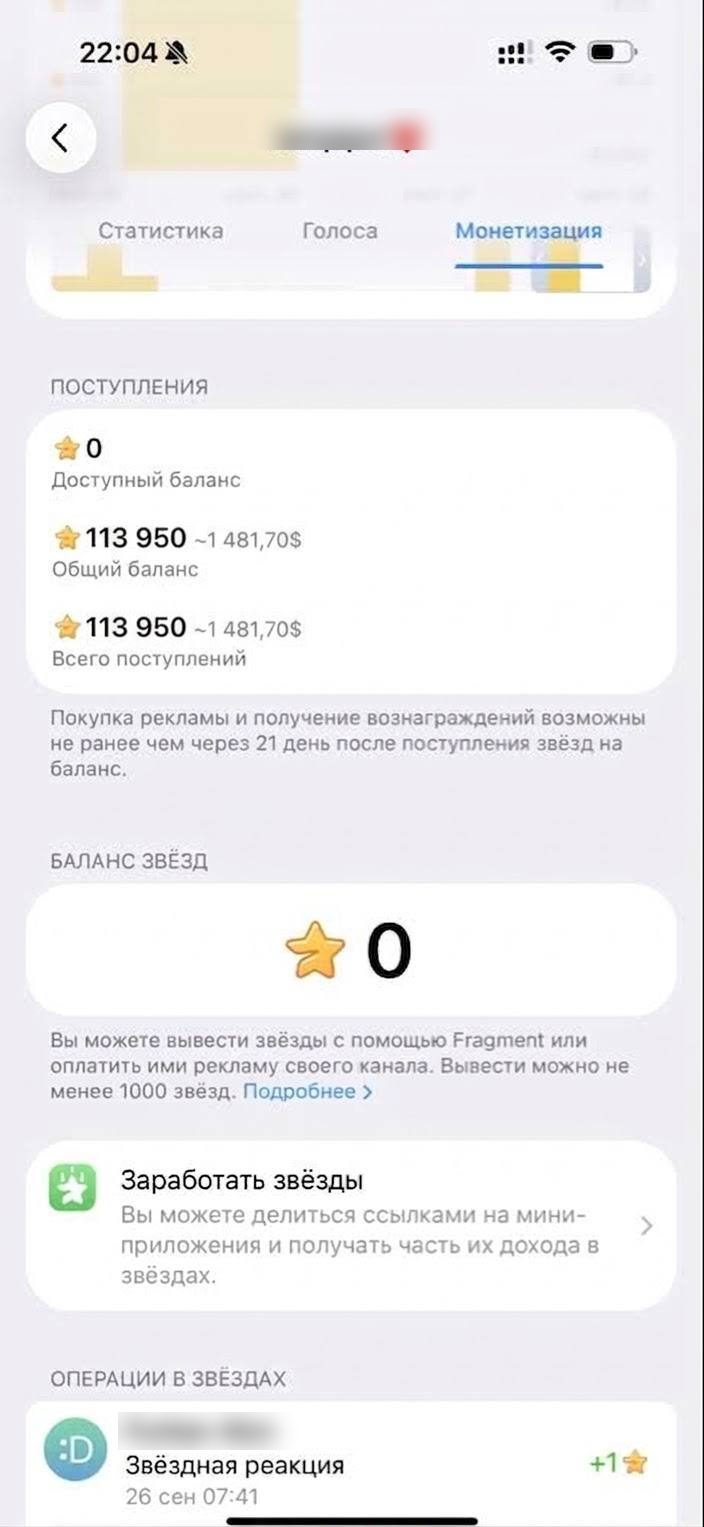 22:04
Статистика
Голоса
Монетизация
ПОСТУПЛЕНИЯ
0
Доступный баланс
113 950 ~1 481,70$
Общий баланс
113 950 ~1 481,70$
Всего поступлений
Покупка рекламы и получение вознаграждений возможны
не ранее чем через 21 день после поступления звёзд на
баланс.
БАЛАНС ЗВЁЗД
0
Вы можете вывести звёзды с помощью Fragment или
оплатить ими рекламу своего канала. Вывести можно не
менее 1000 звёзд. Подробнее >
Заработать звёзды
Вы можете делиться ссылками на мини-
приложения и получать часть их дохода в
звёздах.
ОПЕРАЦИИ В ЗВЁЗДАХ
:D
Звёздная реакция
+1
26 сен 07:41